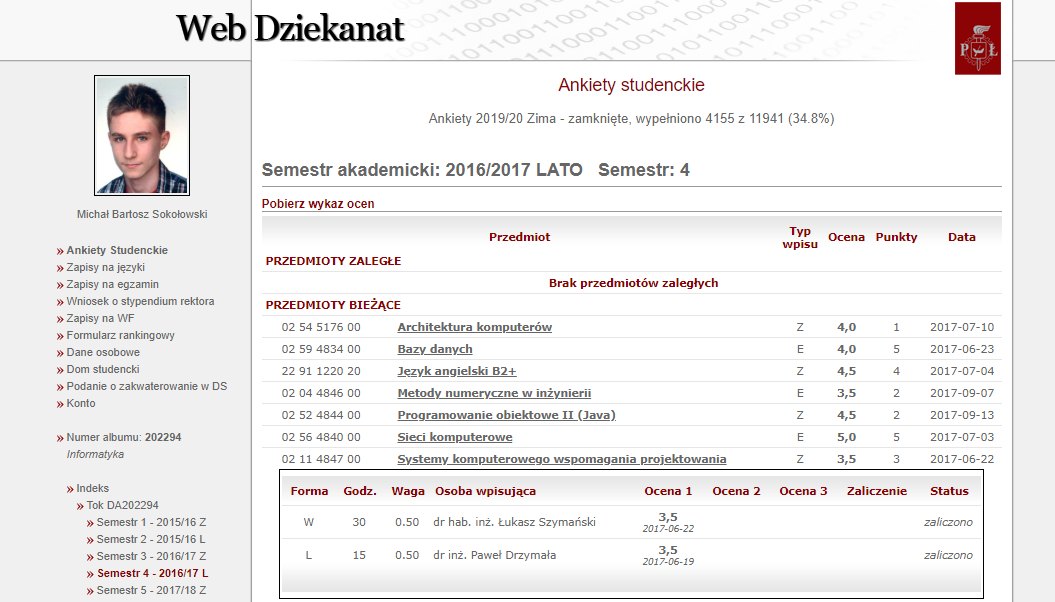 Web Dziekanat
P Ł
Michał Bartosz Sokołowski
» Ankiety Studenckie
» Zapisy na języki
» Zapisy na egzamin
» Wniosek o stypendium rektora
» Zapisy na WF
» Formularz rankingowy
» Dane osobowe
» Dom studencki
» Podanie o zakwaterowanie w DS
» Konto
» Numer albumu: 202294
Informatyka
» Indeks
» Tok DA202294
» Semestr 1 - 2015/16 Z
» Semestr 2 - 2015/16 L
» Semestr 3 - 2016/17 Z
» Semestr 4 - 2016/17 L
» Semestr 5 - 2017/18 Z
Ankiety studenckie
Ankiety 2019/20 Zima - zamknięte, wypełniono 4155 z 11941 (34.8%)
Semestr akademicki: 2016/2017 LATO Semestr: 4
Pobierz wykaz ocen
Przedmiot Typ wpisu Ocena Punkty Data
PRZEDMIOTY ZALEGŁE
Brak przedmiotów zaległych
PRZEDMIOTY BIEŻĄCE
02 54 5176 00 Architektura komputerów Z 4,0 1 2017-07-10
02 59 4834 00 Bazy danych E 4,0 5 2017-06-23
22 91 1220 20 Język angielski B2+ Z 4,5 4 2017-07-04
02 04 4846 00 Metody numeryczne w inżynierii E 3,5 2 2017-09-07
02 52 4844 00 Programowanie obiektowe II (Java) Z 4,5 2 2017-09-13
02 56 4840 00 Sieci komputerowe E 5,0 5 2017-07-03
02 11 4847 00 Systemy komputerowego wspomagania projektowania Z 3,5 3 2017-06-22
Forma Godz. Waga Osoba wpisująca Ocena 1 Ocena 2 Ocena 3 Zaliczenie Status
W 30 0.50 dr hab. inż. Łukasz Szymański 3,5 2017-06-22 zaliczono
L 15 0.50 dr inż. Paweł Drzymała 3,5 2017-06-19 zaliczono